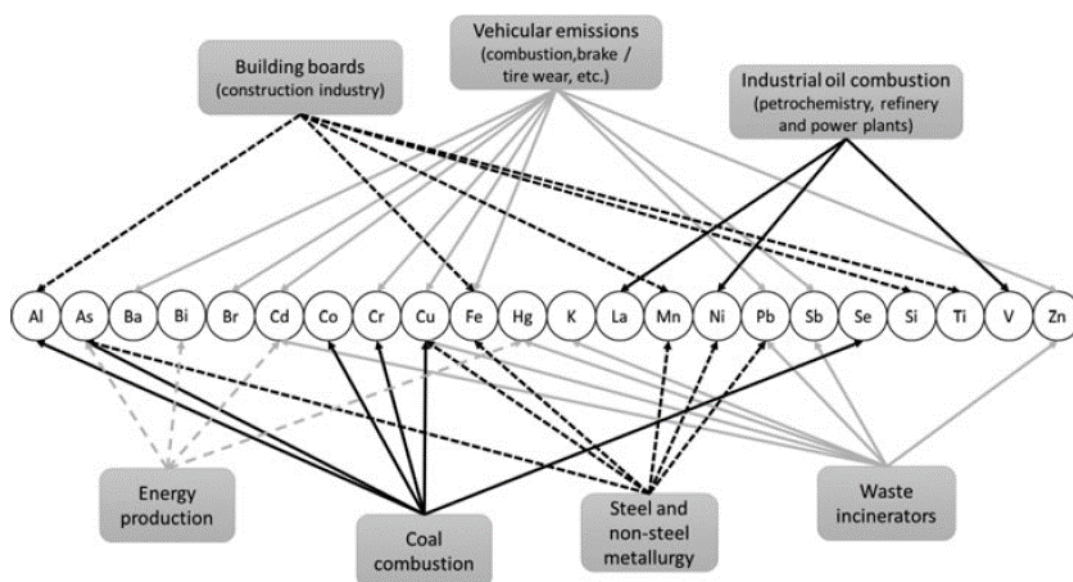 Vehicular emissions
(combustion,brake /
tire wear, etc.)
Building boards
(construction industry)
Industrial oil combustion
(petrochemistry, refinery
and power plants)
Al As Ba Bi Br Cd Co Cr Cu Fe Hg K La Mn Ni Pb Sb Se Si Ti V Zn
Energy
production
Coal
combustion
Steel and
non-steel
metallurgy
Waste
incinerators